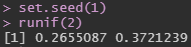 > set.seed(1)
> runif(2)
[1] 0.2655087 0.3721239